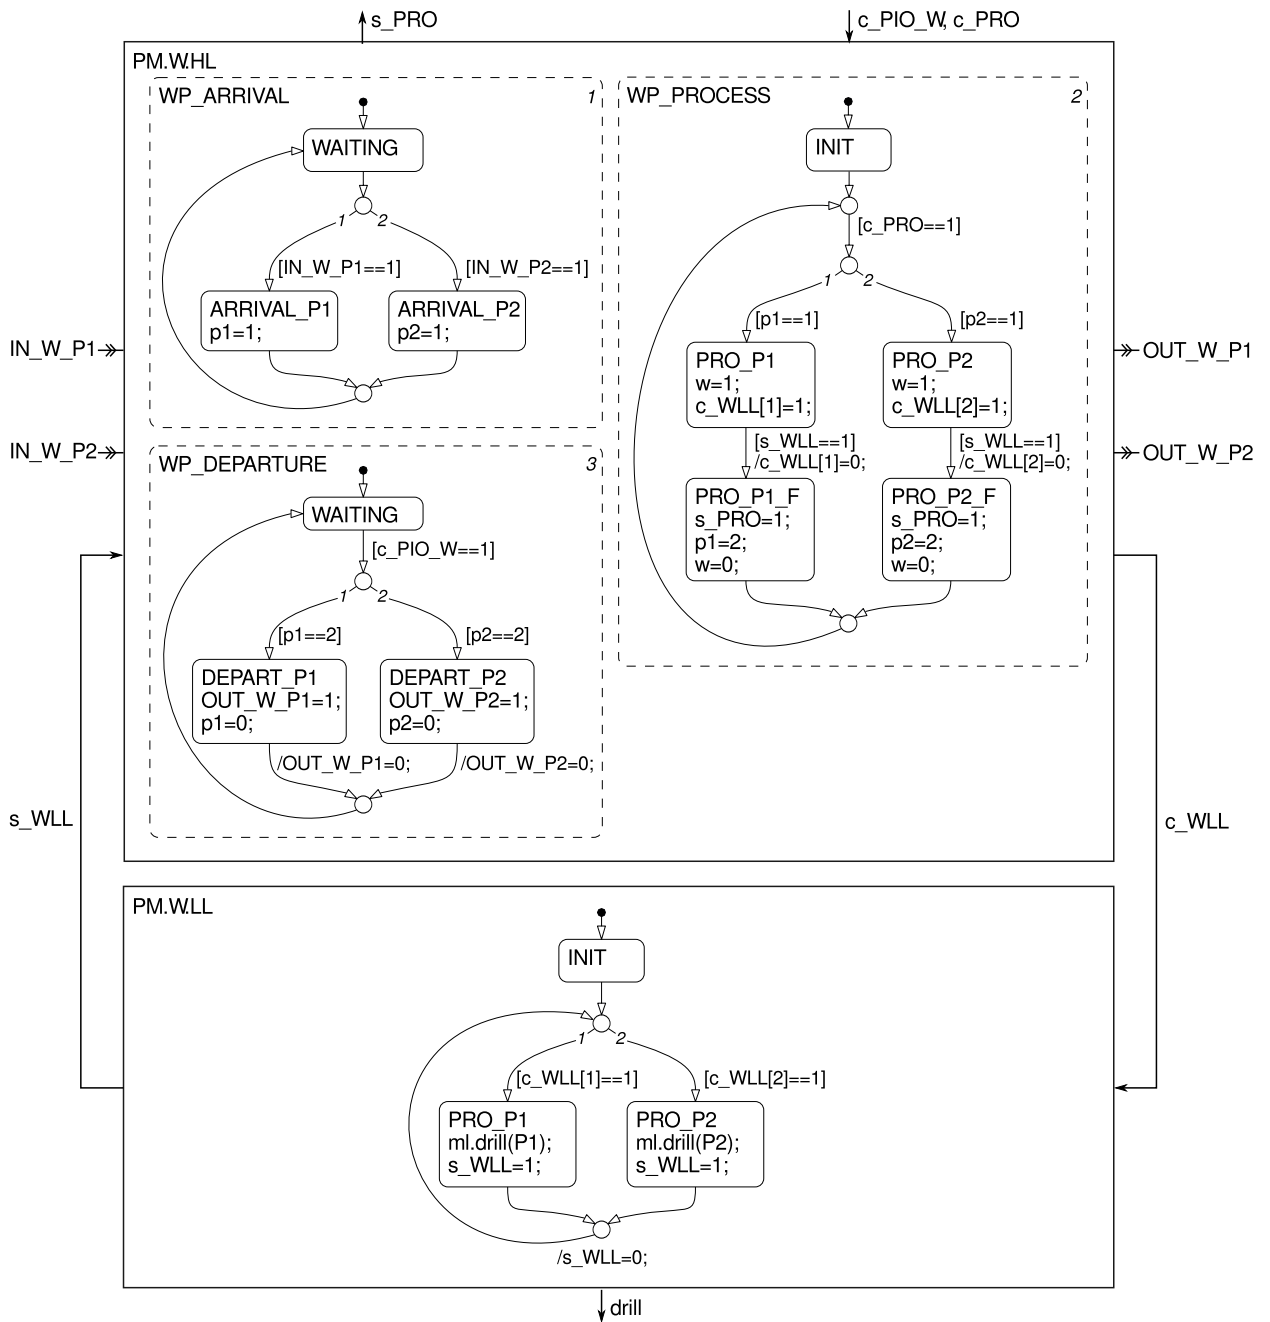 s_PRO
c_PIO_W, c_PRO
PM.W.HL
WP_ARRIVAL
1
WAITING
1 2
[IN_W_P1==1]
[IN_W_P2==1]
ARRIVAL_P1
p1=1;
ARRIVAL_P2
p2=1;
IN_W_P1
IN_W_P2
WP_PROCESS
2
INIT
[c_PRO==1]
1 2
[p1==1]
[p2==1]
PRO_P1
w=1;
c_WLL[1]=1;
PRO_P2
w=1;
c_WLL[2]=1;
[s_WLL==1]
/c_WLL[1]=0;
[s_WLL==1]
/c_WLL[2]=0;
PRO_P1_F
s_PRO=1;
p1=2;
w=0;
PRO_P2_F
s_PRO=1;
p2=2;
w=0;
OUT_W_P1
OUT_W_P2
WP_DEPARTURE
3
WAITING
[c_PIO_W==1]
1 2
[p1==2]
[p2==2]
DEPART_P1
OUT_W_P1=1;
p1=0;
DEPART_P2
OUT_W_P2=1;
p2=0;
/OUT_W_P1=0;
/OUT_W_P2=0;
s_WLL
c_WLL
PM.W.LL
INIT
1 2
[c_WLL[1]==1]
[c_WLL[2]==1]
PRO_P1
ml.drill(P1);
s_WLL=1;
PRO_P2
ml.drill(P2);
s_WLL=1;
/s_WLL=0;
drill